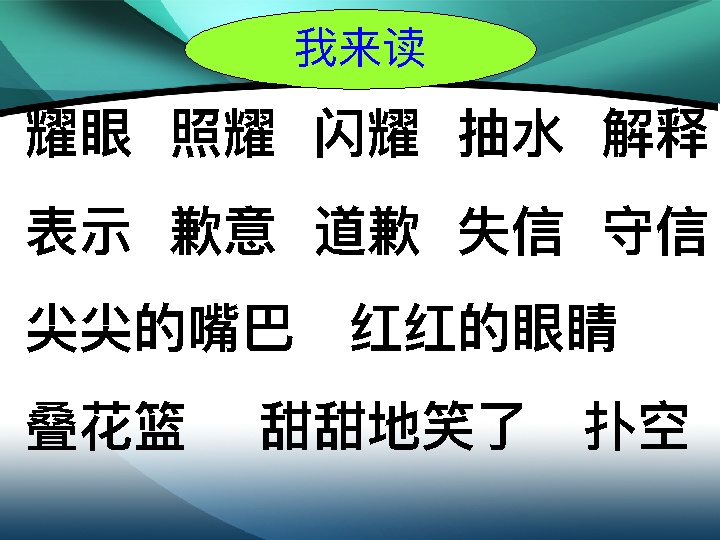 我来读
耀眼 照耀 闪耀 抽水 解释
表示 歉意 道歉 失信 守信
尖尖的嘴巴 红红的眼睛
叠花篮 甜甜地笑了 扑空